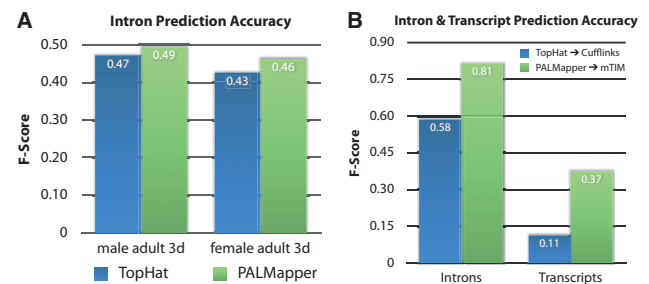 A
Intron Prediction Accuracy
F-Score
0.50
0.40
0.30
0.20
0.10
0
0.47
0.49
0.43
0.46
male adult 3d
female adult 3d
TopHat
PALMapper
B
Intron & Transcript Prediction Accuracy
F-Score
0.90
0.75
0.60
0.45
0.30
0.15
0
TopHat → Cufflinks
PALMapper → mTIM
0.58
0.81
0.11
0.37
Introns
Transcripts